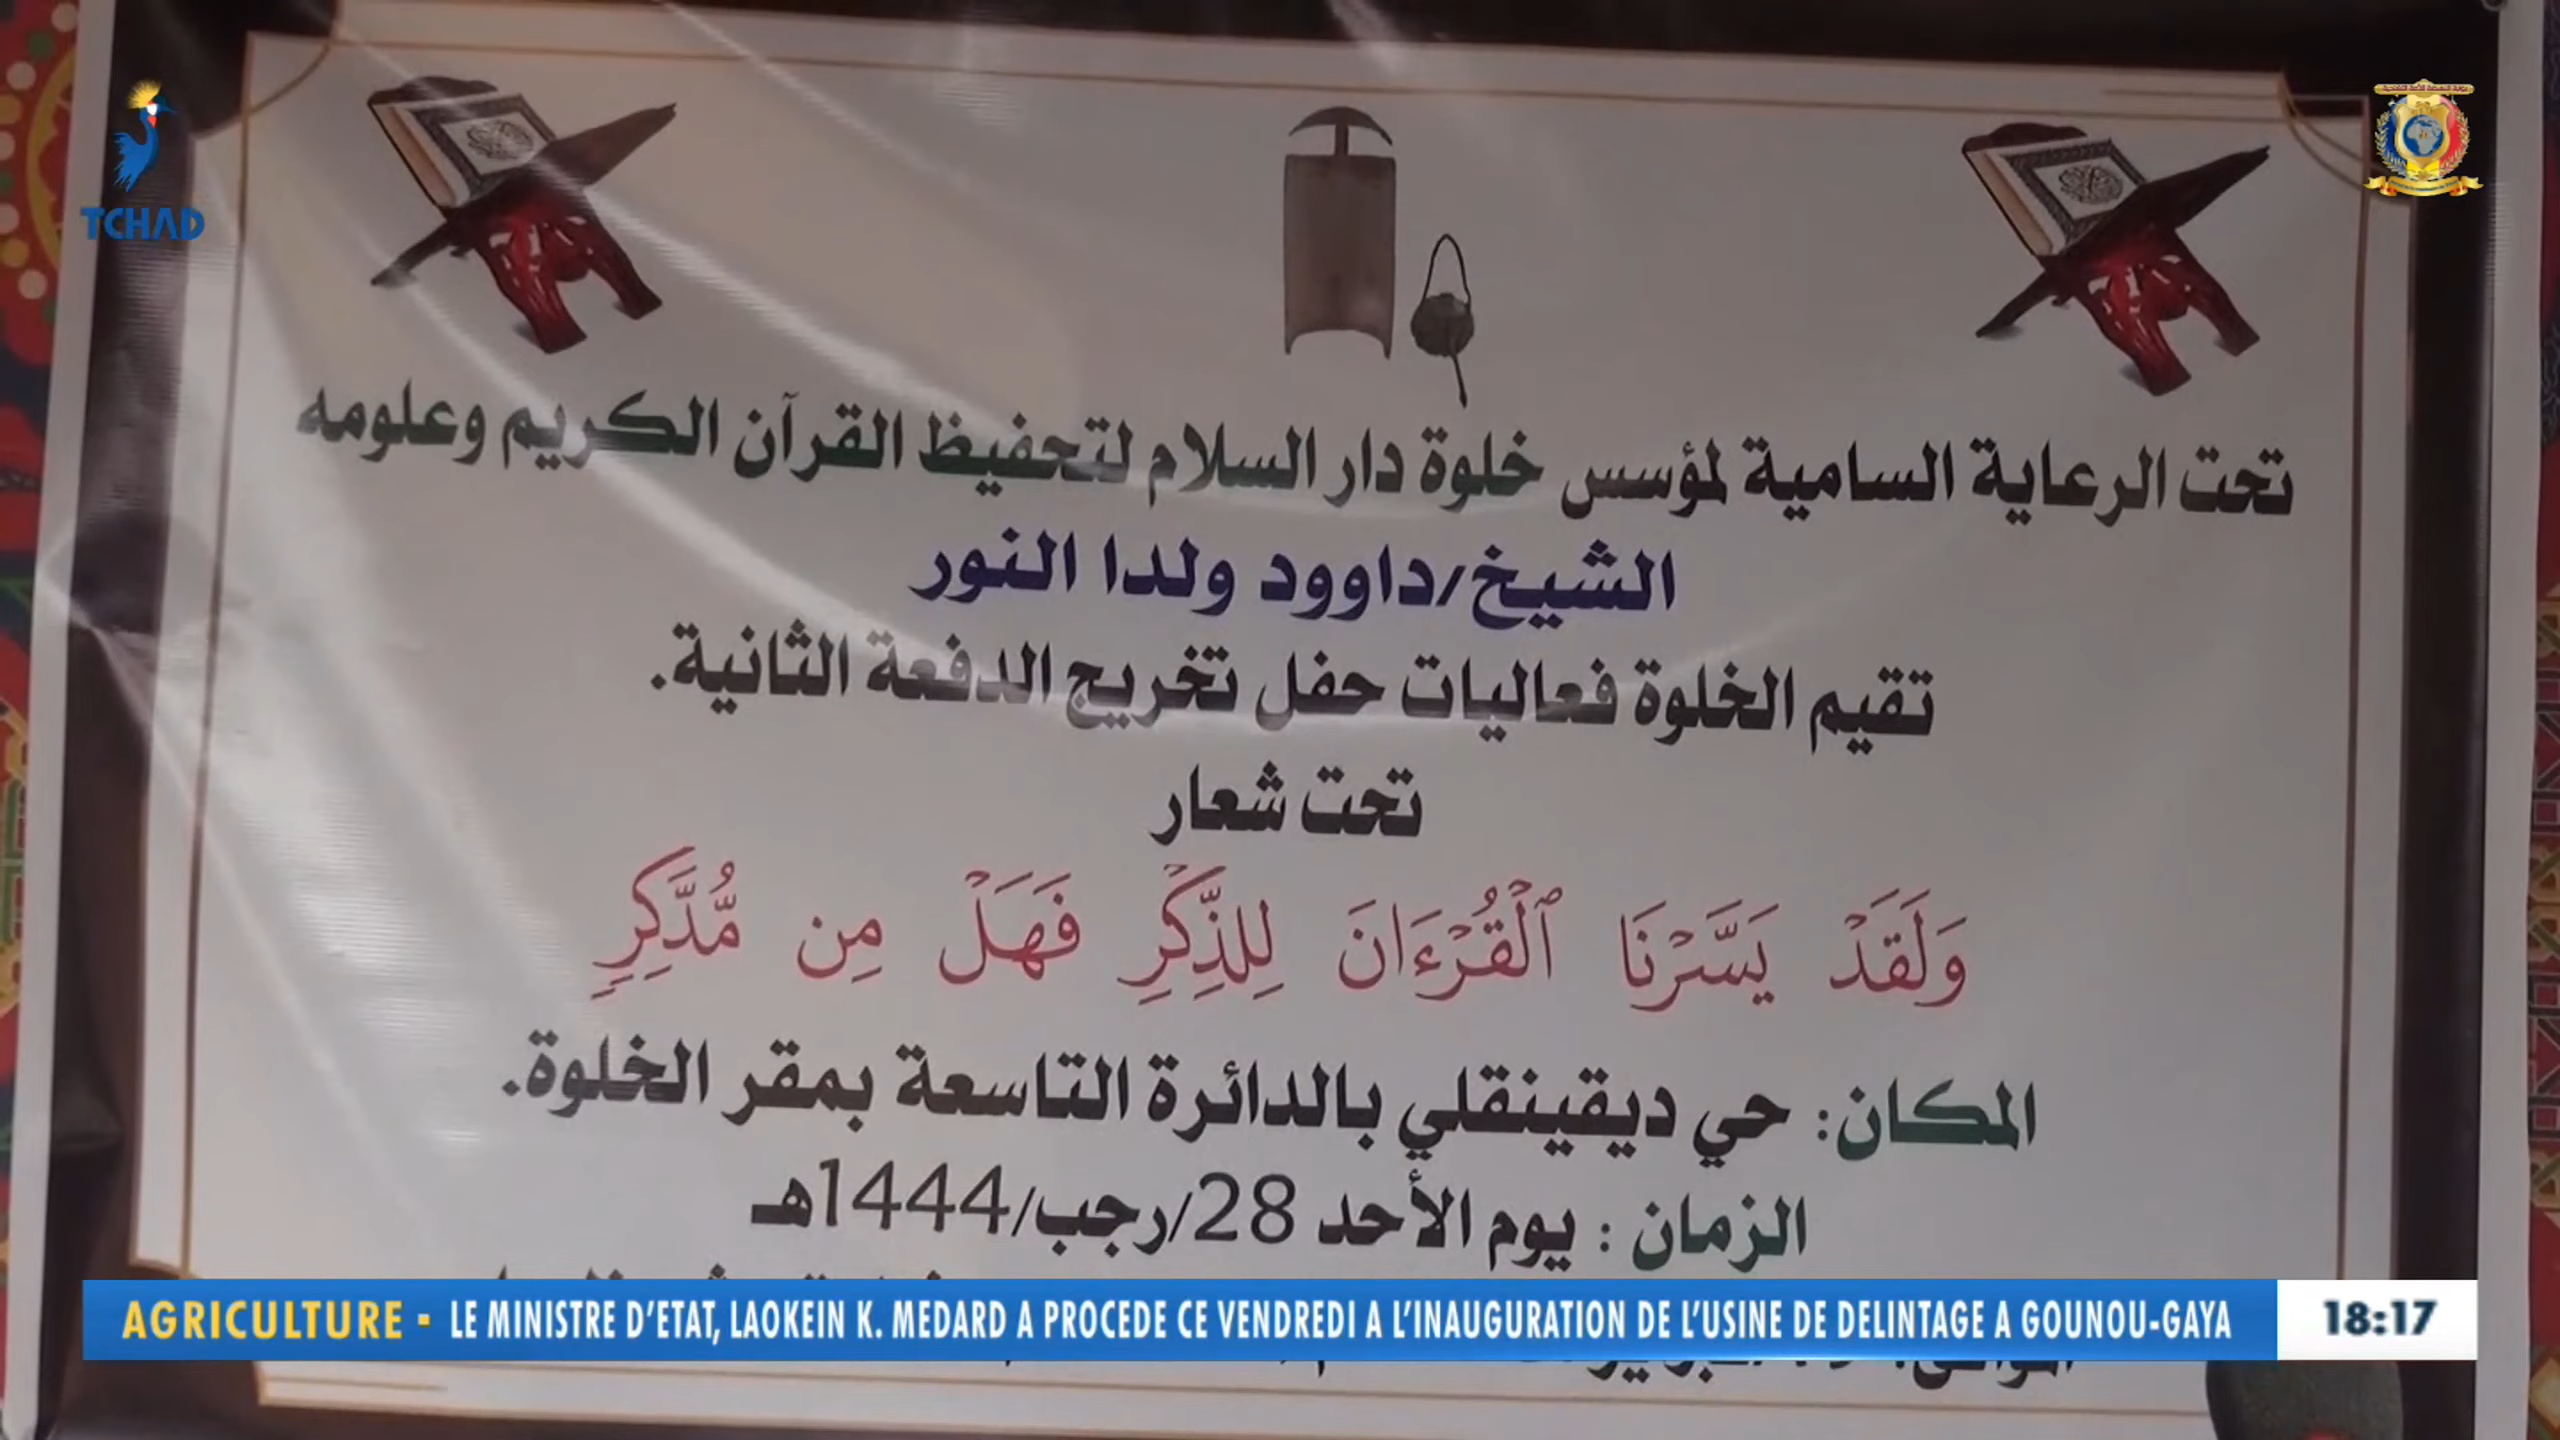 TCHAD
تحت الرعاية السامية لمؤسس خلوة دار السلام لتحفيظ القرآن الكريم وعلومه
الشيخ/داوود ولدا النور
تقيم الخلوة فعاليات حفل تخريج الدفعة الثانية.
تحت شعار
وَلَقَدْ يَسَّرْنَا ٱلْقُرْءَانَ لِلذِّكْرِ فَهَلْ مِن مُّدَّكِرٍ
المكان: حي ديقينقلي بالدائرة التاسعة بمقر الخلوة.
الزمان : يوم الأحد 28/رجب/1444هـ
AGRICULTURE - LE MINISTRE D'ETAT, LAOKEIN K. MEDARD A PROCEDE CE VENDREDI A L'INAUGURATION DE L'USINE DE DELINTAGE A GOUNOU-GAYA
18:17